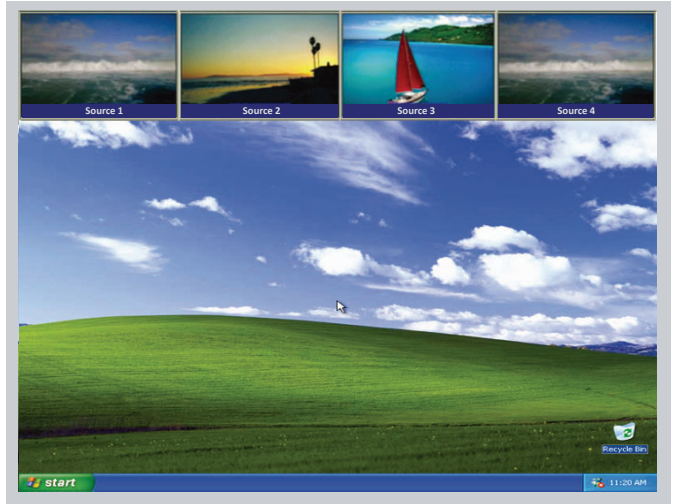 Source 1
Source 2
Source 3
Source 4
Recycle Bin
start
11:20 AM